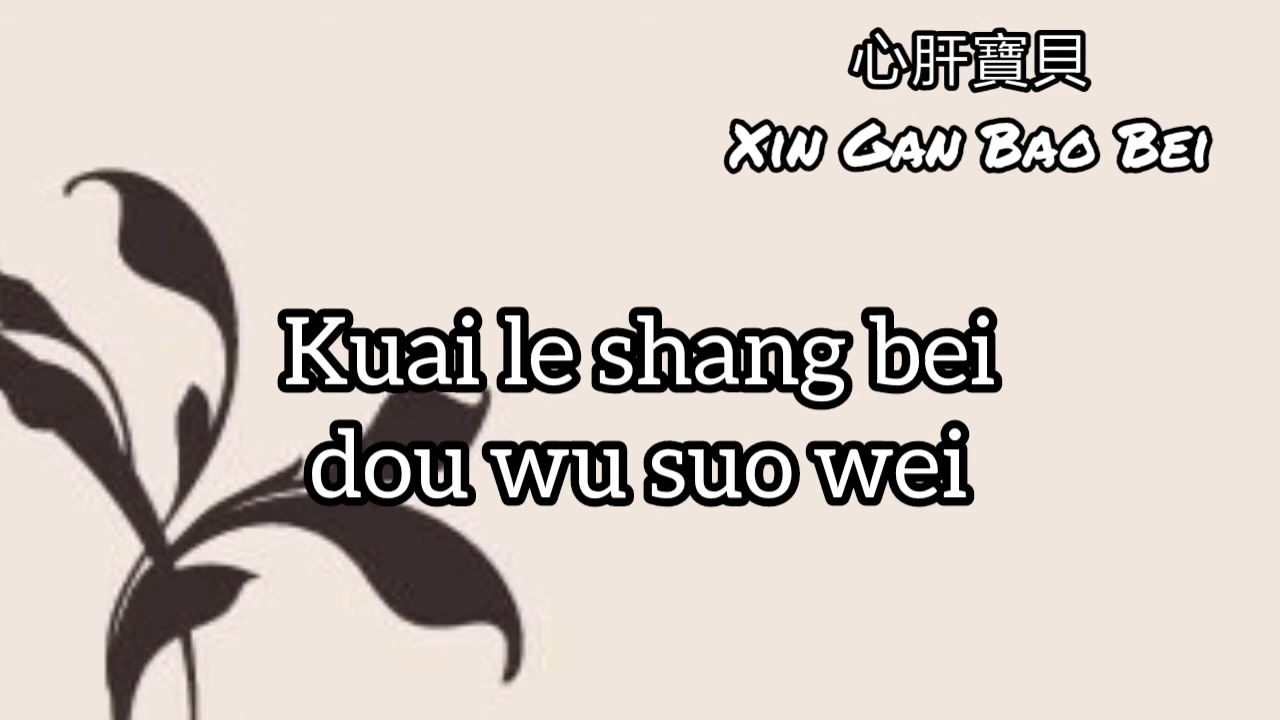 心肝寶貝
Xin Gan Bao Bei
Kuai le shang bei
dou wu suo wei